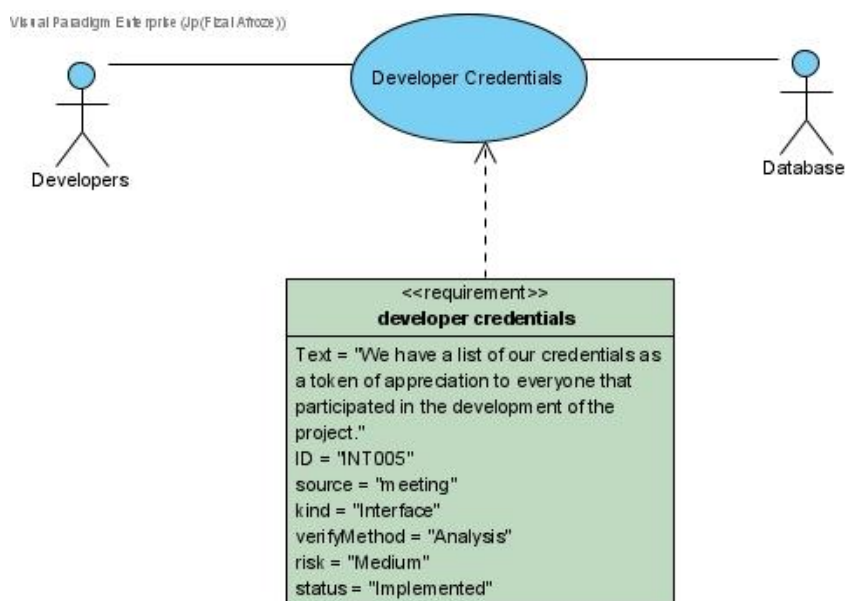 Visual Paradigm Enterprise (Jp(Fizal Afroze))
Developer Credentials
Developers
Database
<<requirement>>
developer credentials
Text = "We have a list of our credentials as
a token of appreciation to everyone that
participated in the development of the
project."
ID = "INT005"
source = "meeting"
kind = "Interface"
verifyMethod = "Analysis"
risk = "Medium"
status = "Implemented"